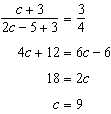 (c + 3)/(2c − 5 + 3) = 3/4
4c + 12 = 6c − 6
18 = 2c
c = 9